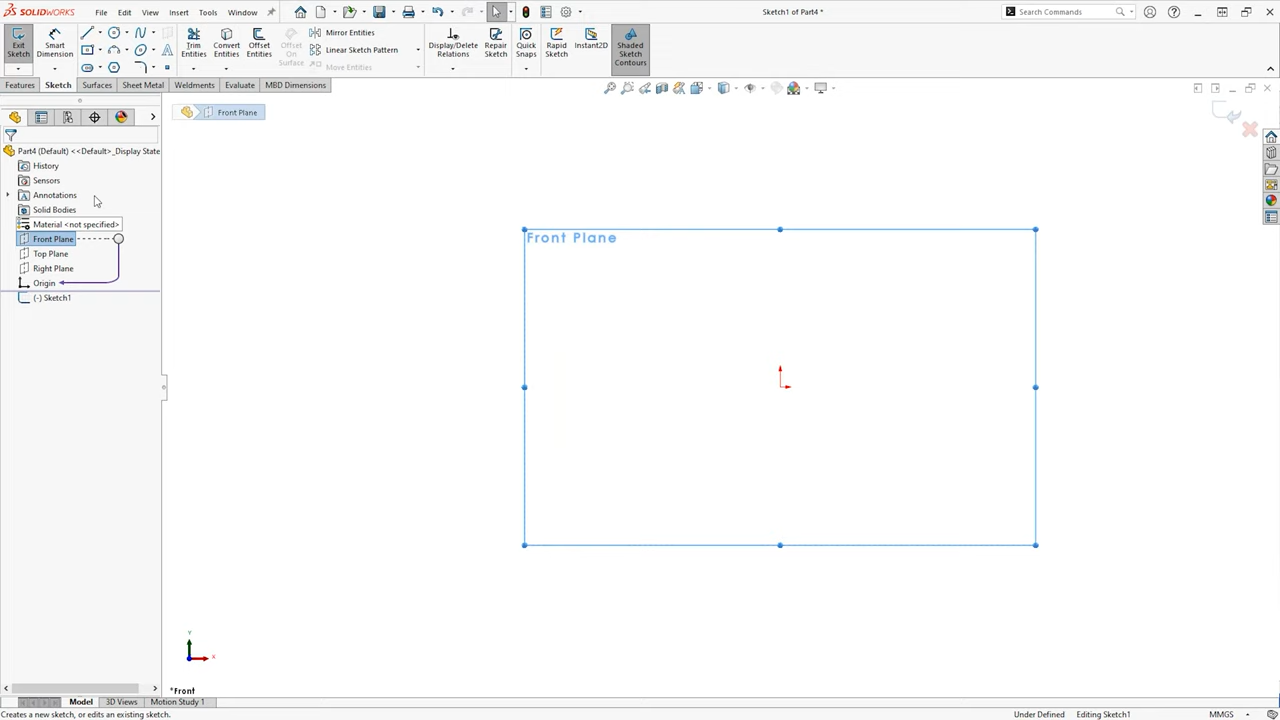 SOLIDWORKS File Edit View Insert Tools Window Sketch1 of Part4 * Search Commands
Exit Sketch
Smart Dimension
Trim Entities
Convert Entities
Offset Entities
Offset On Surface
Mirror Entities
Linear Sketch Pattern
Move Entities
Display/Delete Relations
Repair Sketch
Quick Snaps
Rapid Sketch
Instant2D
Shaded Sketch Contours
Features Sketch Surfaces Sheet Metal Weldments Evaluate MBD Dimensions
Front Plane
Part4 (Default) <<Default>_Display State
History
Sensors
Annotations
Solid Bodies
Material <not specified>
Front Plane
Top Plane
Right Plane
Origin
(-) Sketch1
Front Plane
Y
X
*Front
Model 3D Views Motion Study 1
Creates a new sketch, or edits an existing sketch. Under Defined Editing Sketch1 MMGS